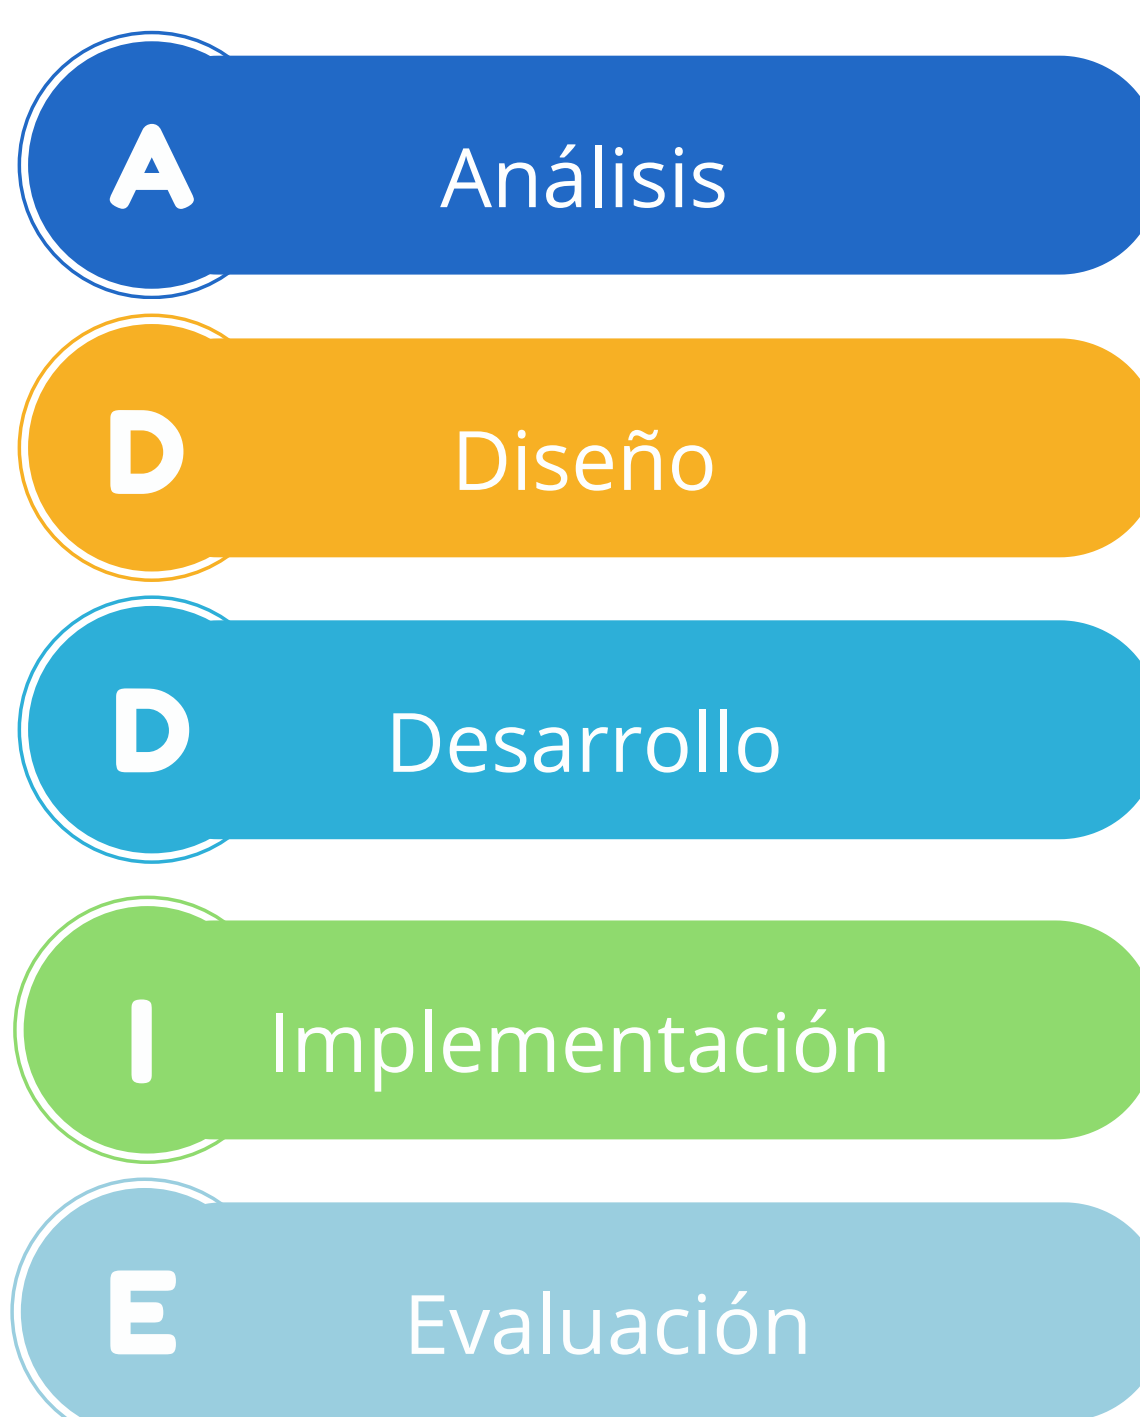 A Análisis
D Diseño
D Desarrollo
I Implementación
E Evaluación